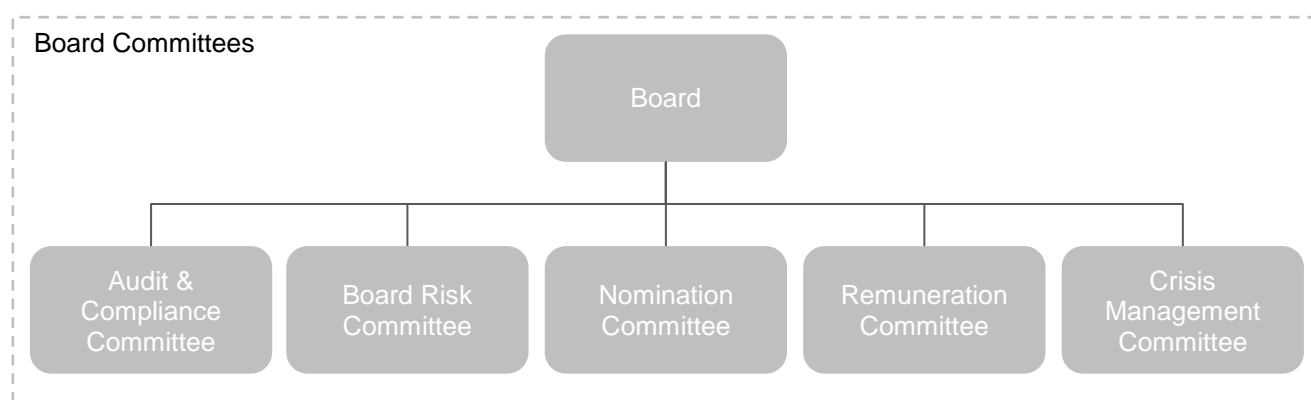 Board Committees
Board
Audit &
Compliance
Committee
Board Risk
Committee
Nomination
Committee
Remuneration
Committee
Crisis
Management
Committee